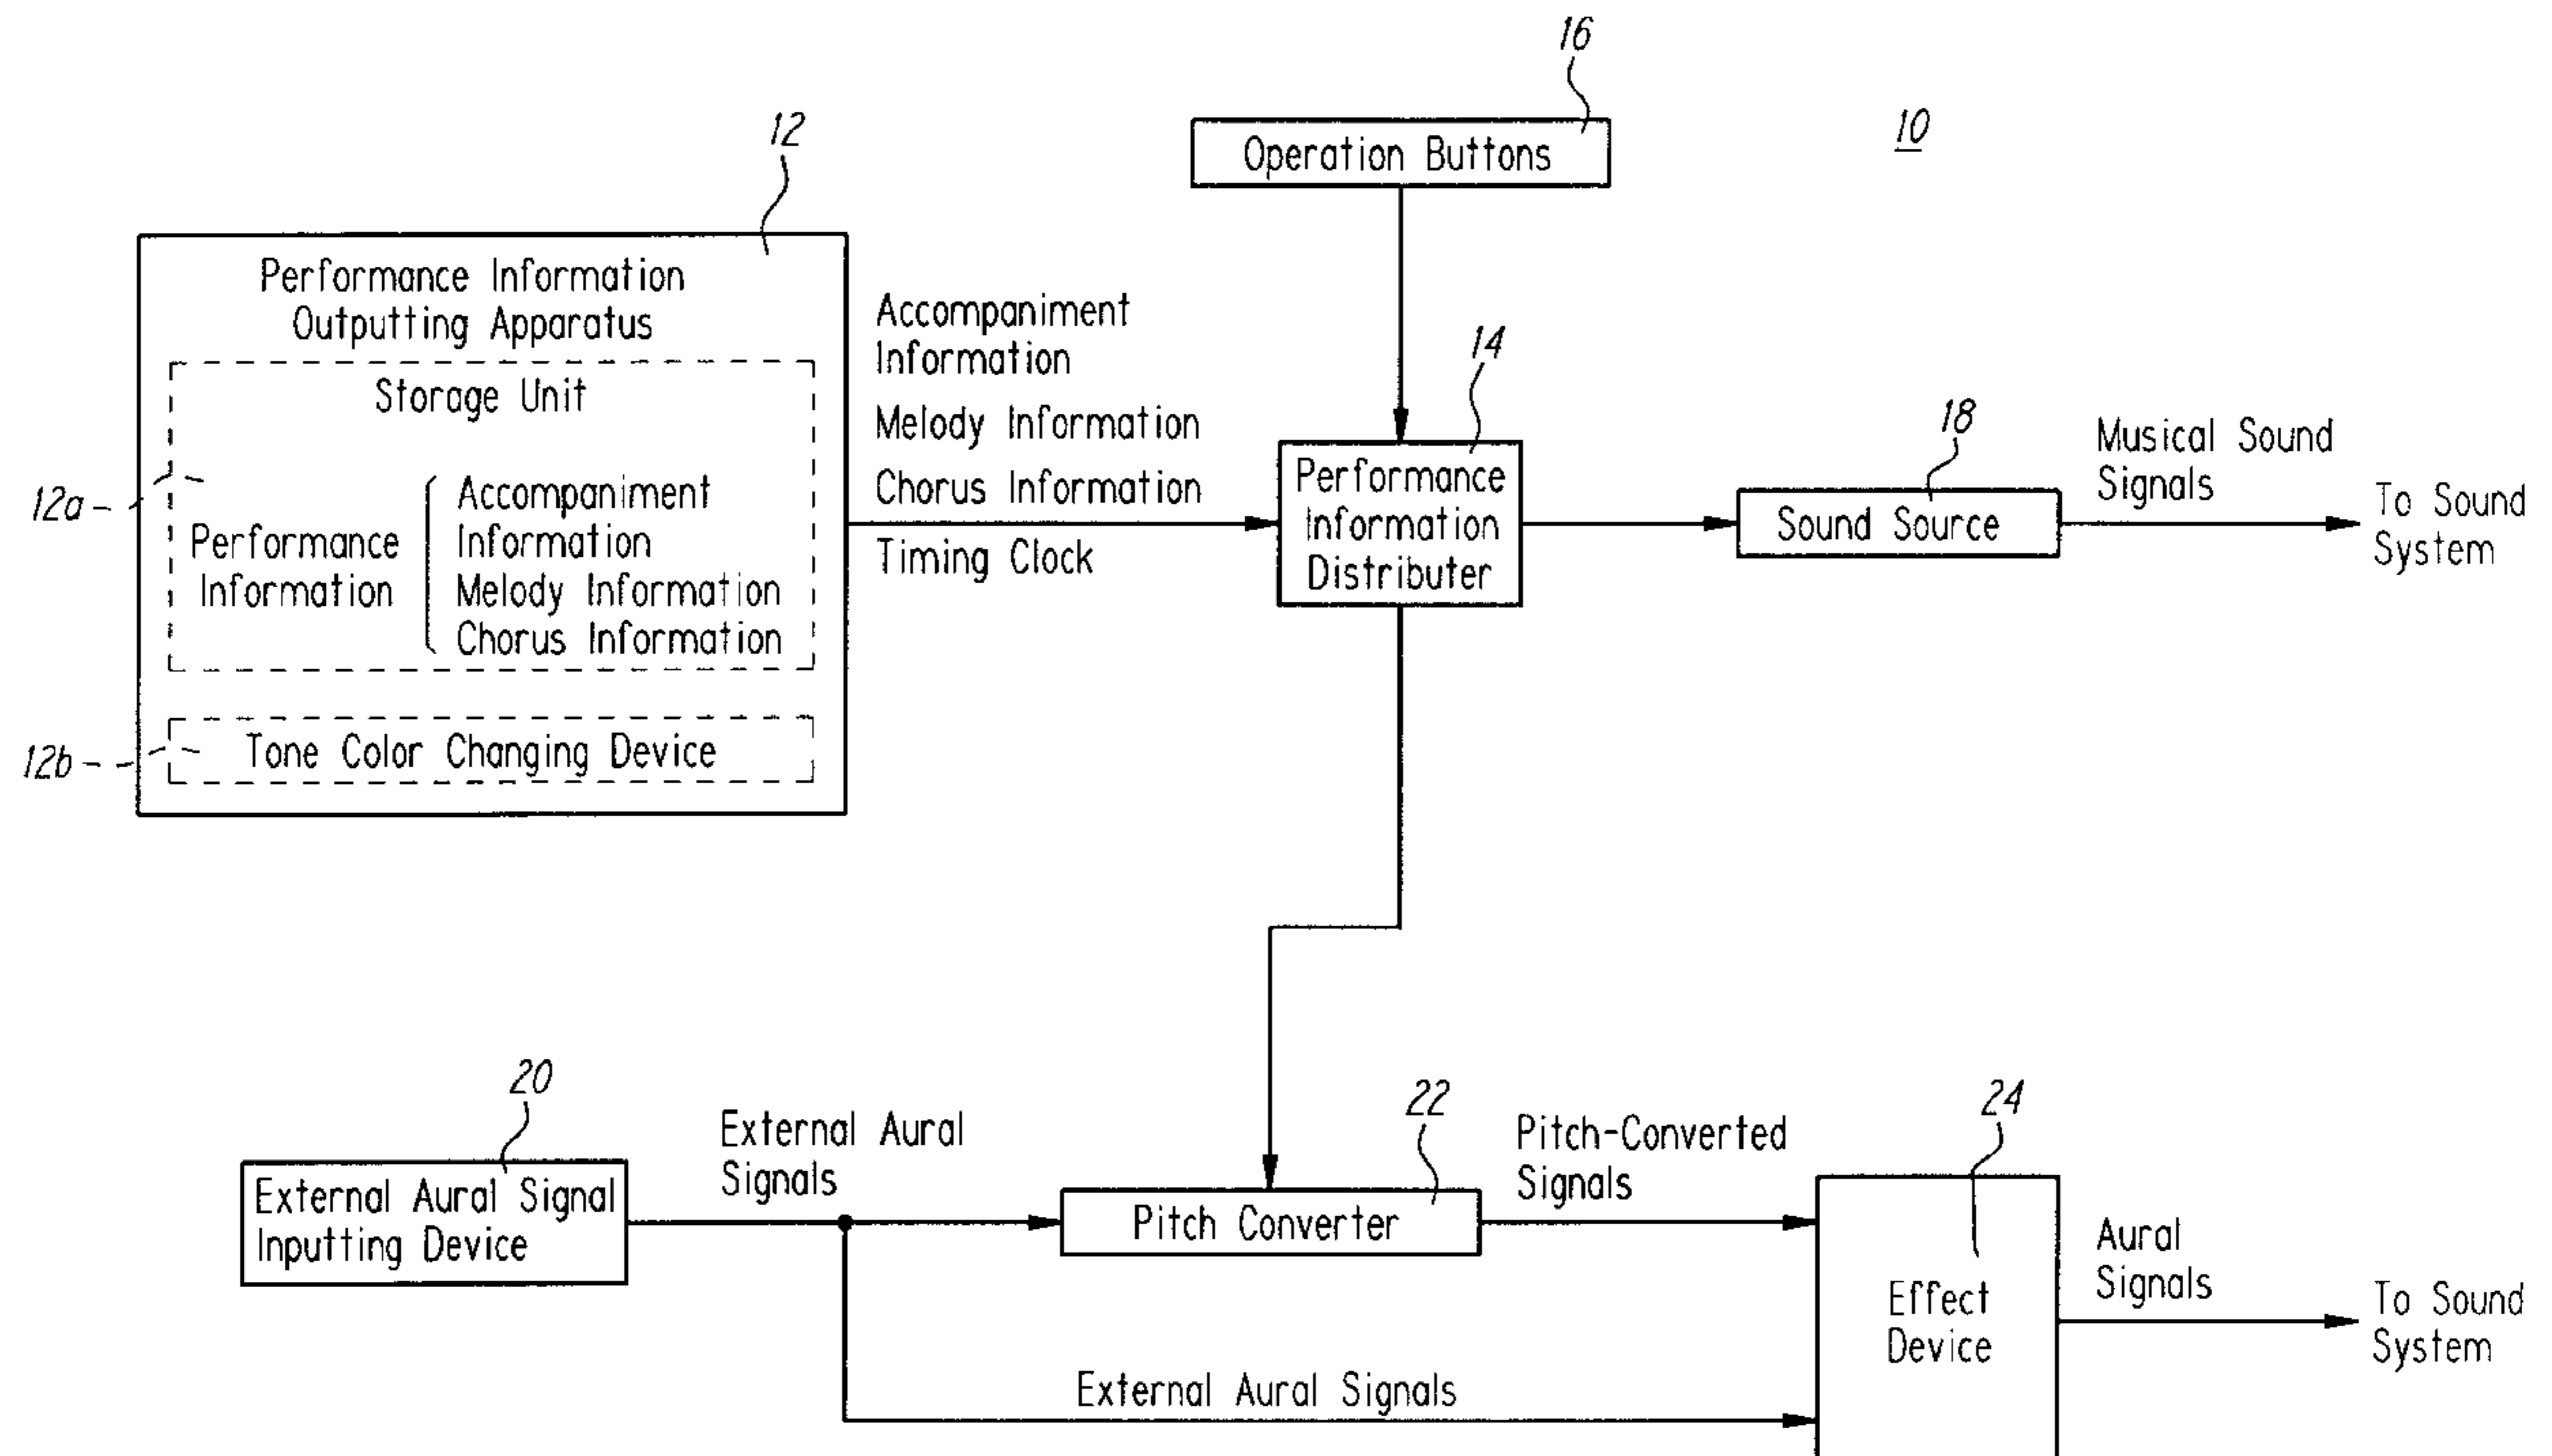 16
10
12
Operation Buttons
Performance Information
Outputting Apparatus
Storage Unit
12a
Performance
Information
Accompaniment
Information
Melody Information
Chorus Information
12b
Tone Color Changing Device
Accompaniment
Information
Melody Information
Chorus Information
Timing Clock
14
Performance
Information
Distributer
18
Sound Source
Musical Sound
Signals
To Sound
System
20
External Aural Signal
Inputting Device
External Aural
Signals
22
Pitch Converter
Pitch-Converted
Signals
24
Effect
Device
Aural
Signals
To Sound
System
External Aural Signals